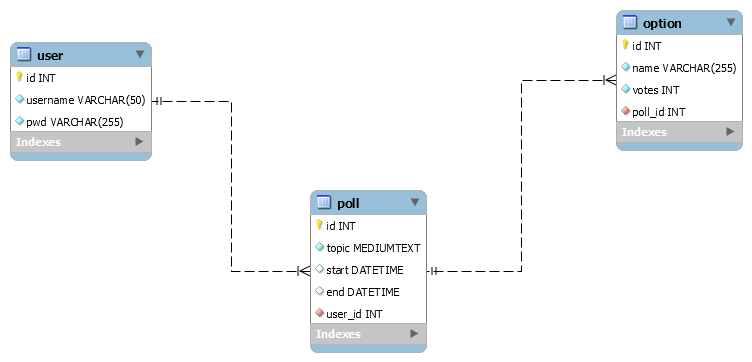 user
id INT
username VARCHAR(50)
pwd VARCHAR(255)
Indexes
poll
id INT
topic MEDIUMTEXT
start DATETIME
end DATETIME
user_id INT
Indexes
option
id INT
name VARCHAR(255)
votes INT
poll_id INT
Indexes